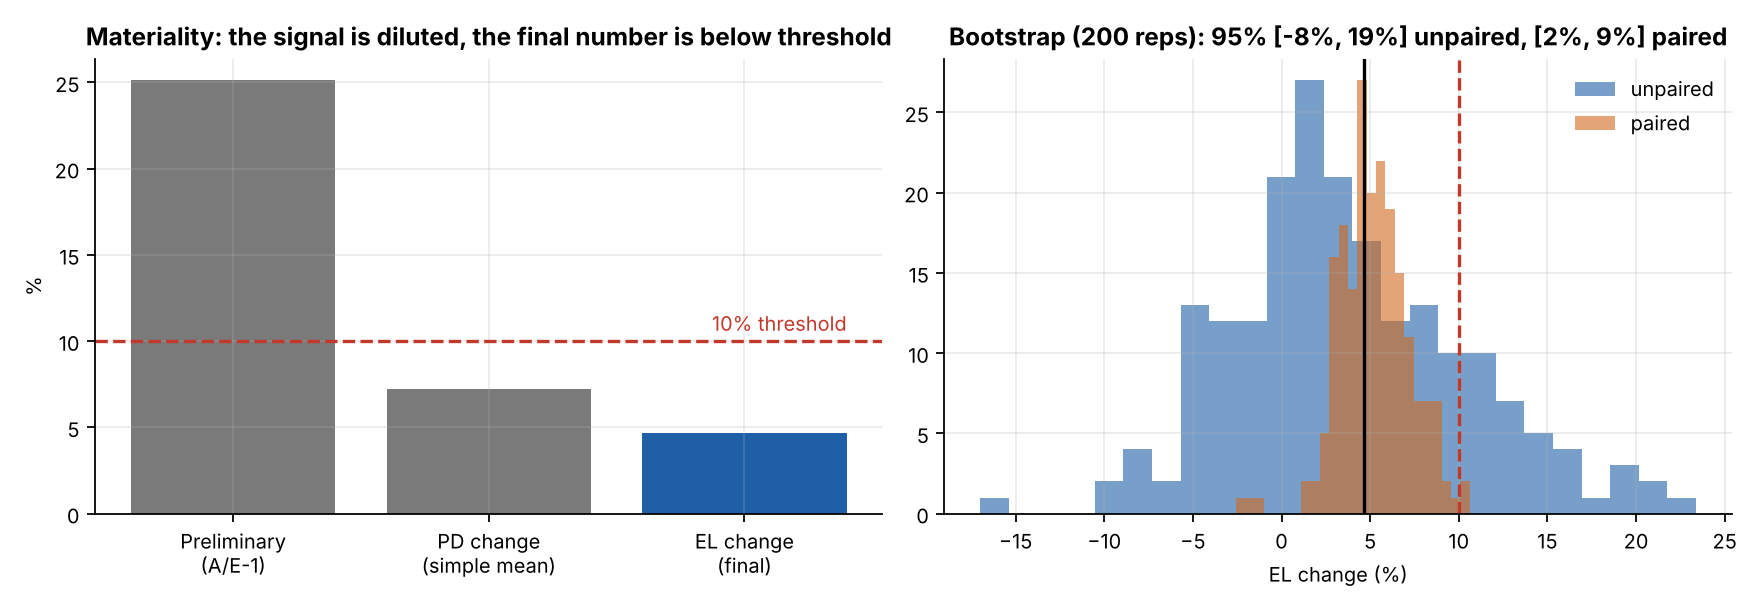 Materiality: the signal is diluted, the final number is below threshold
%
25
20
15
10
5
0
10% threshold
Preliminary
(A/E-1)
PD change
(simple mean)
EL change
(final)
Bootstrap (200 reps): 95% [-8%, 19%] unpaired, [2%, 9%] paired
25
20
15
10
5
0
unpaired
paired
−15
−10
−5
0
5
10
15
20
25
EL change (%)